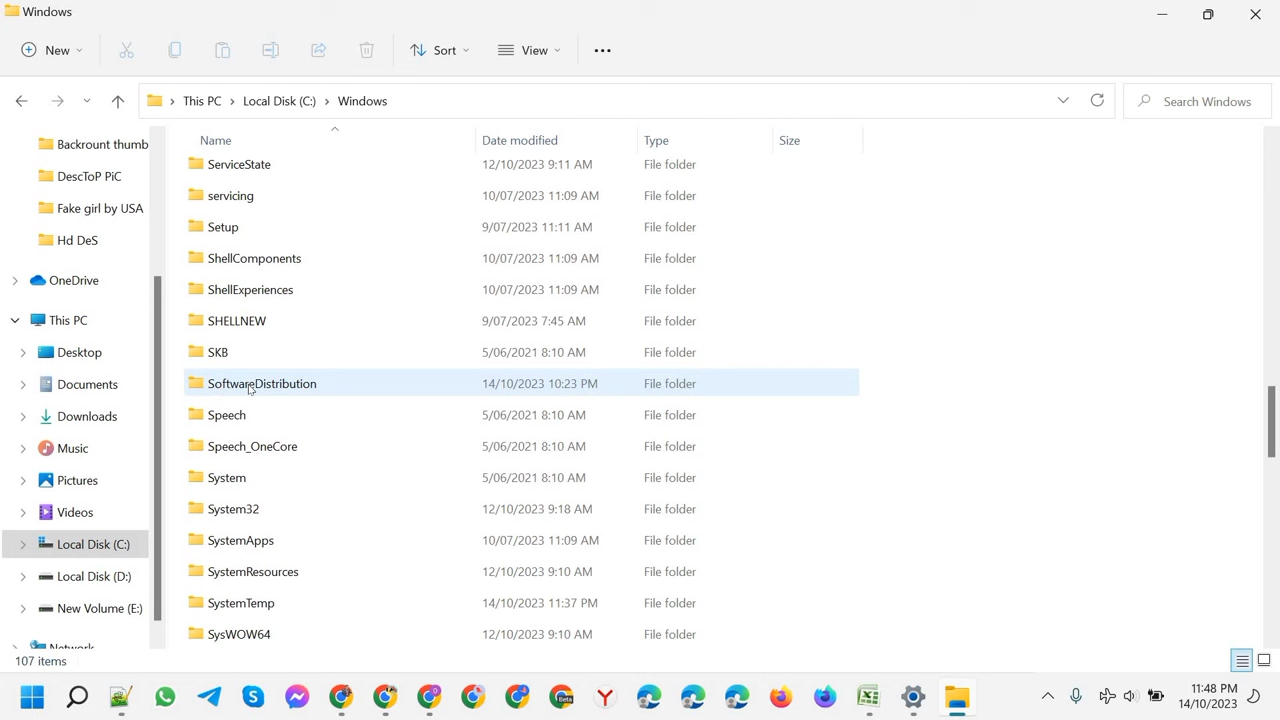 Windows
New
Sort
View
This PC
Local Disk (C:)
Windows
Search Windows
Name
Date modified
Type
Size
Backrount thumb
DescToP PiC
Fake girl by USA
Hd DeS
OneDrive
This PC
Desktop
Documents
Downloads
Music
Pictures
Videos
Local Disk (C:)
Local Disk (D:)
New Volume (E:)
Network
ServiceState 12/10/2023 9:11 AM File folder
servicing 10/07/2023 11:09 AM File folder
Setup 9/07/2023 11:11 AM File folder
ShellComponents 10/07/2023 11:09 AM File folder
ShellExperiences 10/07/2023 11:09 AM File folder
SHELLNEW 9/07/2023 7:45 AM File folder
SKB 5/06/2021 8:10 AM File folder
SoftwareDistribution 14/10/2023 10:23 PM File folder
Speech 5/06/2021 8:10 AM File folder
Speech_OneCore 5/06/2021 8:10 AM File folder
System 5/06/2021 8:10 AM File folder
System32 12/10/2023 9:18 AM File folder
SystemApps 10/07/2023 11:09 AM File folder
SystemResources 12/10/2023 9:10 AM File folder
SystemTemp 14/10/2023 11:37 PM File folder
SysWOW64 12/10/2023 9:10 AM File folder
107 items
Beta
11:48 PM
14/10/2023